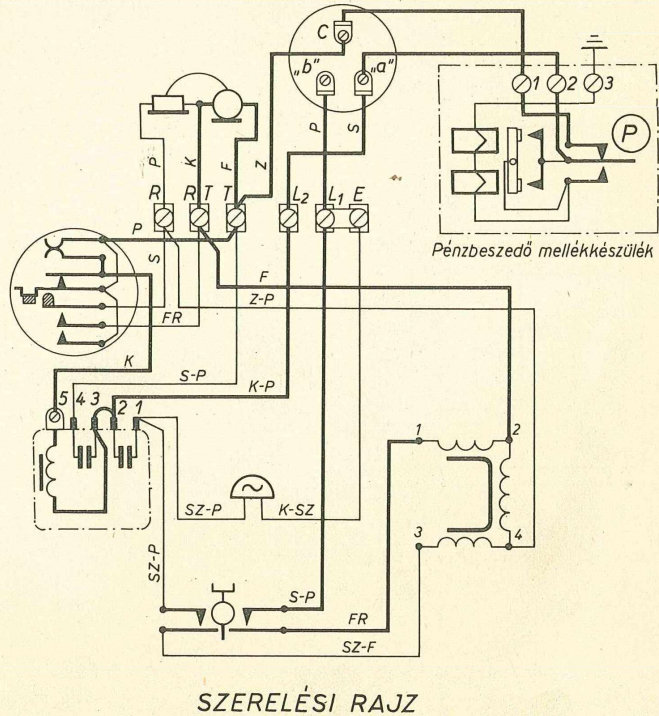 C
„b"
„a"
1 2 3
P
Pénzbeszedő mellékkészülék
P K F Z P S
R R T T L2 L1 E
P
S
F
Z-P
FR
K
S-P
K-P
5 4 3 2 1
1 2
SZ-P K-SZ
3 4
SZ-P
S-P
FR
SZ-F
SZERELÉSI RAJZ